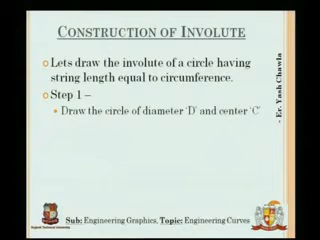 CONSTRUCTION OF INVOLUTE
Lets draw the involute of a circle having
string length equal to circumference.
Step 1 –
Draw the circle of diameter 'D' and center 'C'
- Er. Yash Chawla
Sub: Engineering Graphics, Topic: Engineering Curves